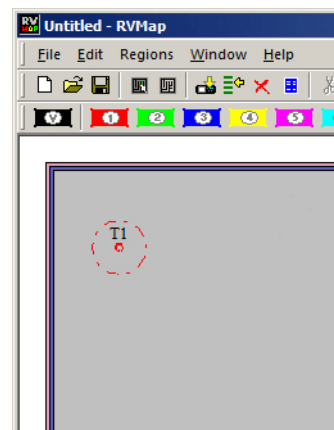 RV MAP Untitled - RVMap
File Edit Regions Window Help
V 1 2 3 4 5
T1